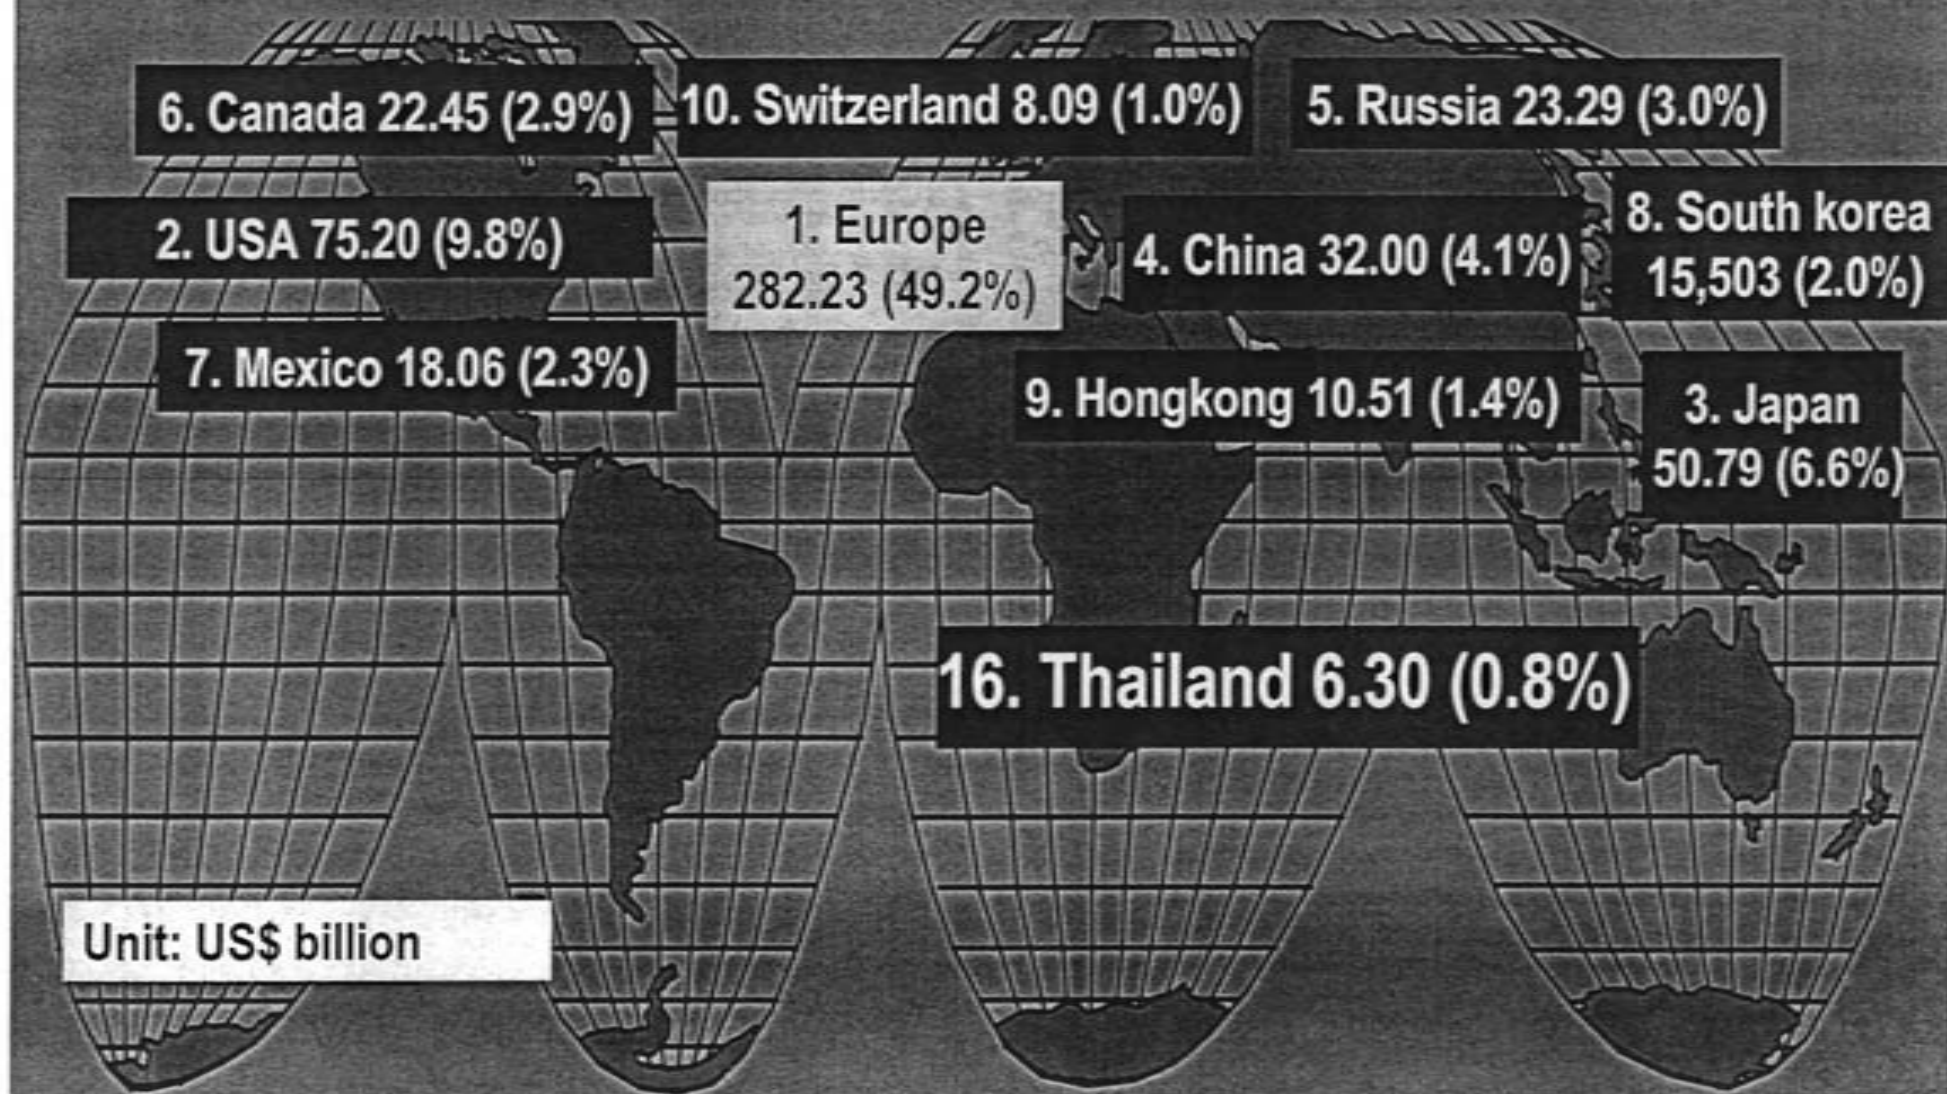 6. Canada 22.45 (2.9%)
10. Switzerland 8.09 (1.0%)
5. Russia 23.29 (3.0%)
2. USA 75.20 (9.8%)
1. Europe
282.23 (49.2%)
4. China 32.00 (4.1%)
8. South korea
15,503 (2.0%)
7. Mexico 18.06 (2.3%)
9. Hongkong 10.51 (1.4%)
3. Japan
50.79 (6.6%)
16. Thailand 6.30 (0.8%)
Unit: US$ billion